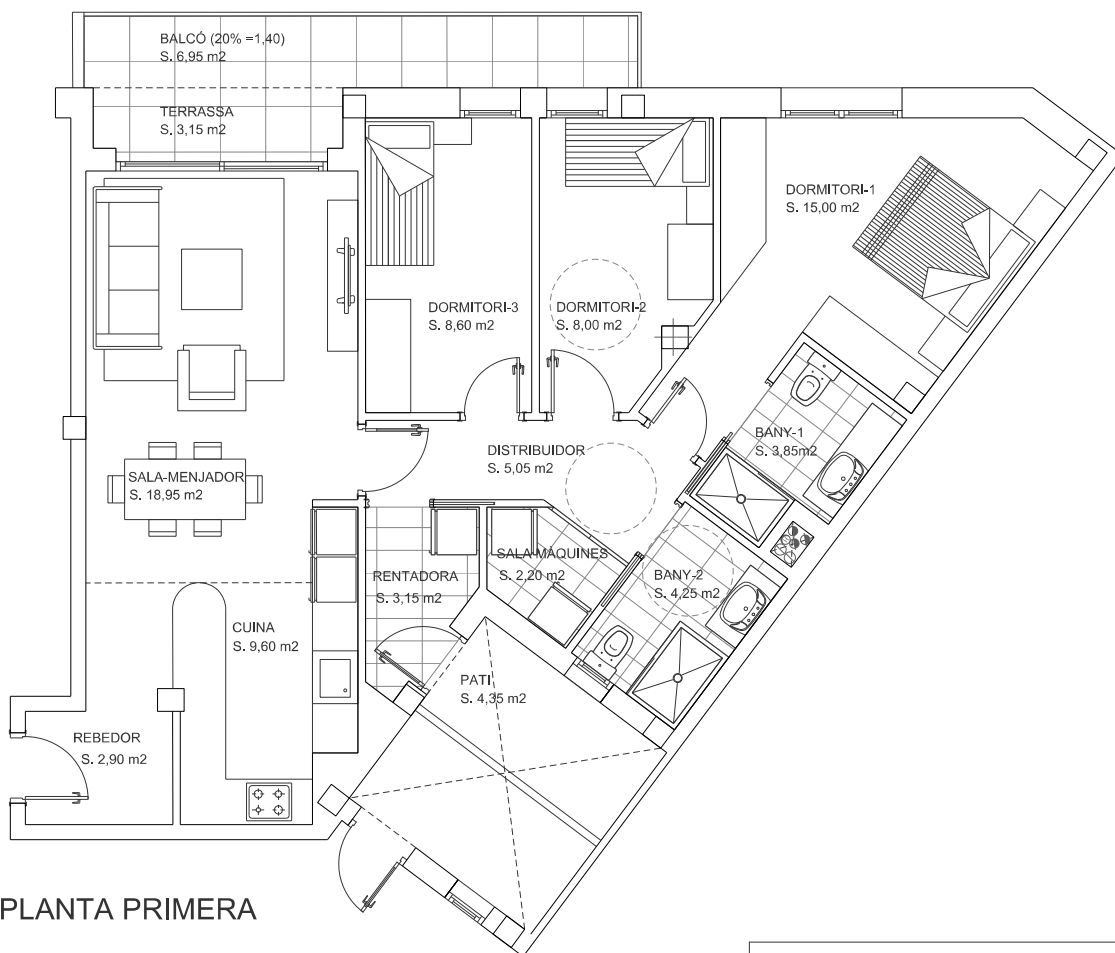 BALCÓ (20% =1,40)
S. 6,95 m2
TERRASSA
S. 3,15 m2
DORMITORI-1
S. 15,00 m2
DORMITORI-3
S. 8,60 m2
DORMITORI-2
S. 8,00 m2
BANY-1
S. 3,85m2
DISTRIBUIDOR
S. 5,05 m2
SALA-MENJADOR
S. 18,95 m2
SALA MÀQUINES
S. 2,20 m2
RENTADORA
S. 3,15 m2
BANY-2
S. 4,25 m2
CUINA
S. 9,60 m2
PATI
S. 4,35 m2
REBEDOR
S. 2,90 m2
PLANTA PRIMERA